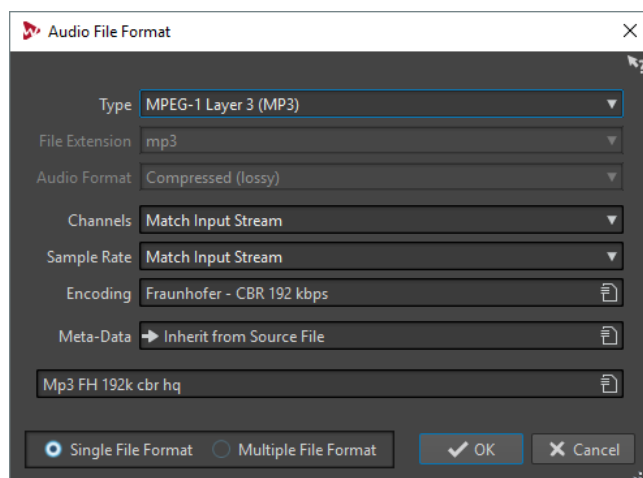 Audio File Format
Type MPEG-1 Layer 3 (MP3)
File Extension mp3
Audio Format Compressed (lossy)
Channels Match Input Stream
Sample Rate Match Input Stream
Encoding Fraunhofer - CBR 192 kbps
Meta-Data Inherit from Source File
Mp3 FH 192k cbr hq
Single File Format Multiple File Format OK Cancel